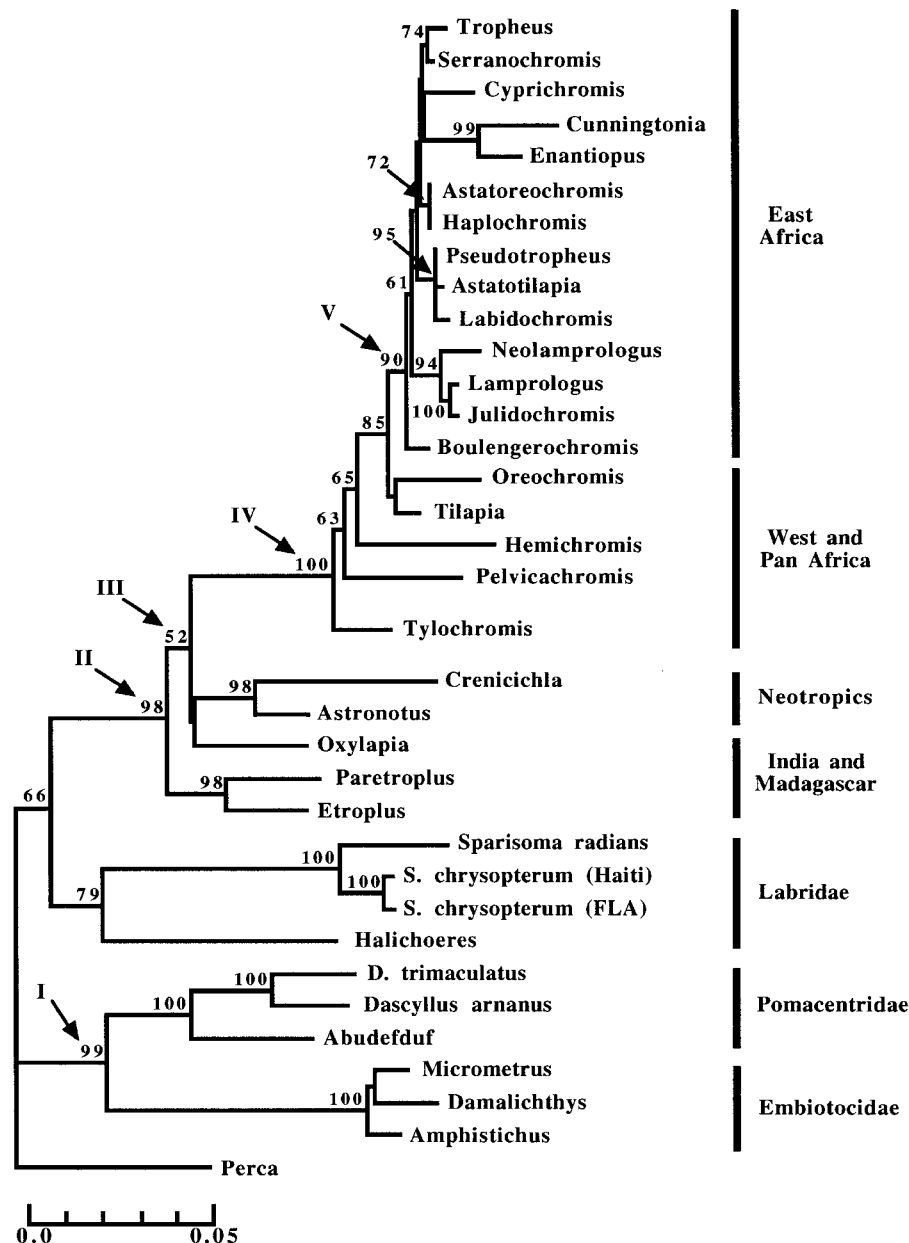 74
Tropheus
Serranochromis
Cyprichromis
99
Cunningtonia
Enantiopus
72
Astatoreochromis
Haplochromis
East
Africa
95
Pseudotropheus
Astatotilapia
61
Labidochromis
V
90
94
Neolamprologus
Lamprologus
100
Julidochromis
85
Boulengerochromis
65
Oreochromis
Tilapia
IV
63
Hemichromis
West and
Pan Africa
100
Pelvicachromis
III
Tylochromis
52
II
98
98
Crenicichla
Astronotus
Neotropics
Oxylapia
India and
Madagascar
66
98
Paretroplus
Etroplus
100
Sparisoma radians
100
S. chrysopterum (Haiti)
79
S. chrysopterum (FLA)
Labridae
Halichoeres
I
100
100
D. trimaculatus
Dascyllus arnanus
Pomacentridae
99
Abudefduf
Micrometrus
100
Damalichthys
Embiotocidae
Amphistichus
Perca
0.0 0.05